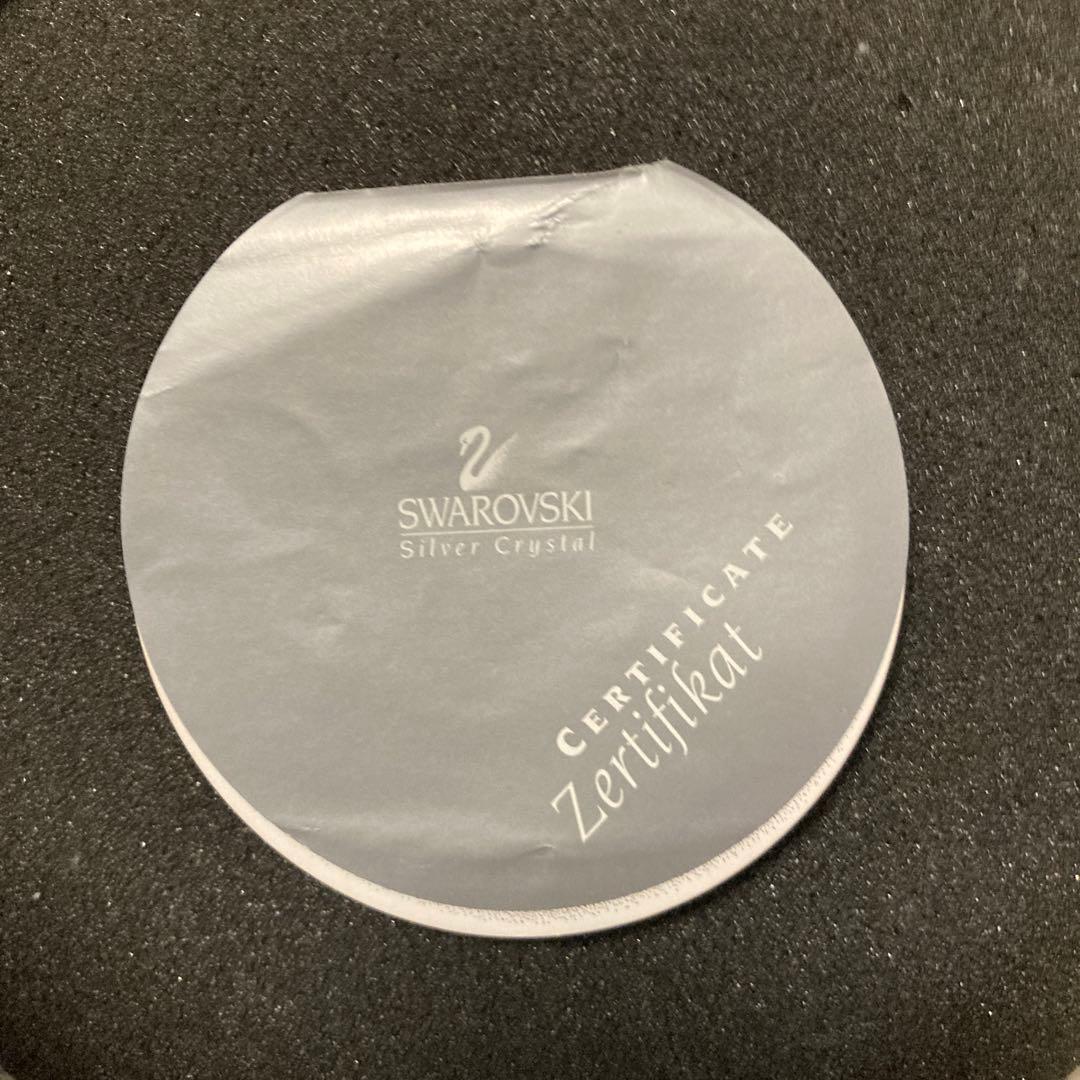 SWAROVSKI
Silver Crystal
CERTIFICATE
Zertifikat